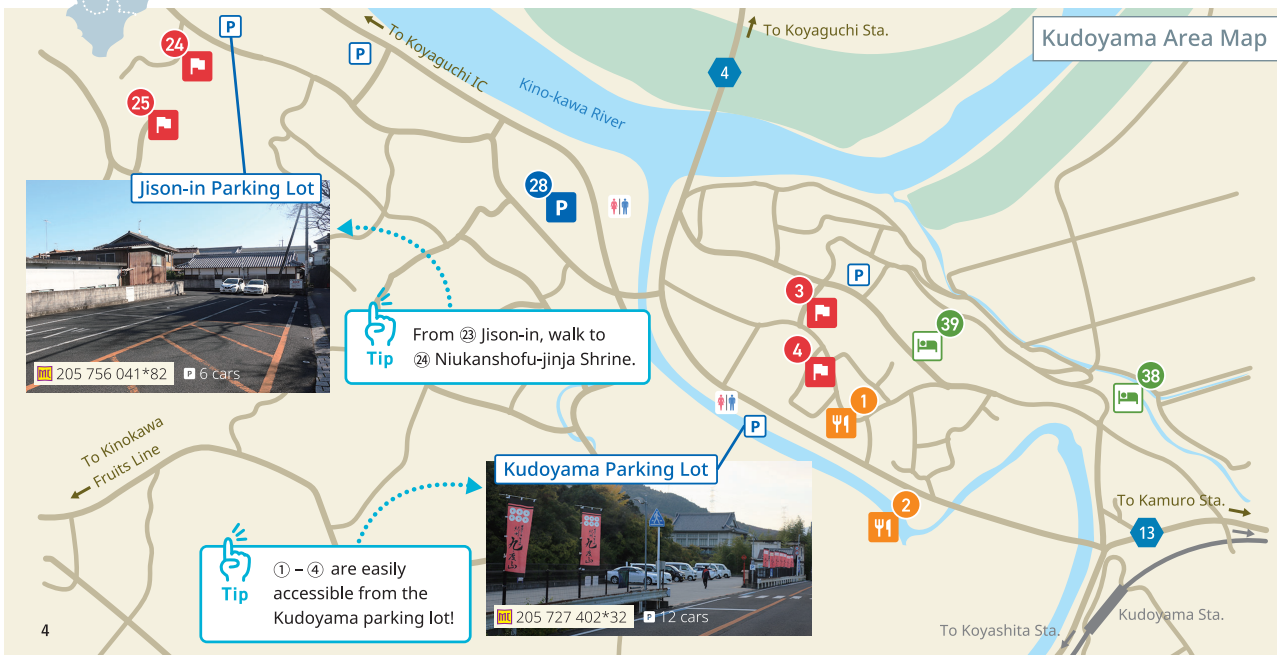 Kudoyama Area Map
P
24
25
P
To Koyaguchi IC
Kino-kawa River
4
To Koyaguchi Sta.
Jison-in Parking Lot
28
P
MC 205 756 041*82 P 6 cars
Tip
From ㉓ Jison-in, walk to
㉔ Niukanshofu-jinja Shrine.
P
3
4
39
38
1
2
P
Kudoyama Parking Lot
To Kinokawa
Fruits Line
Tip
① – ④ are easily
accessible from the
Kudoyama parking lot!
MC 205 727 402*32 P 12 cars
To Kamuro Sta.
13
Kudoyama Sta.
To Koyashita Sta.
4